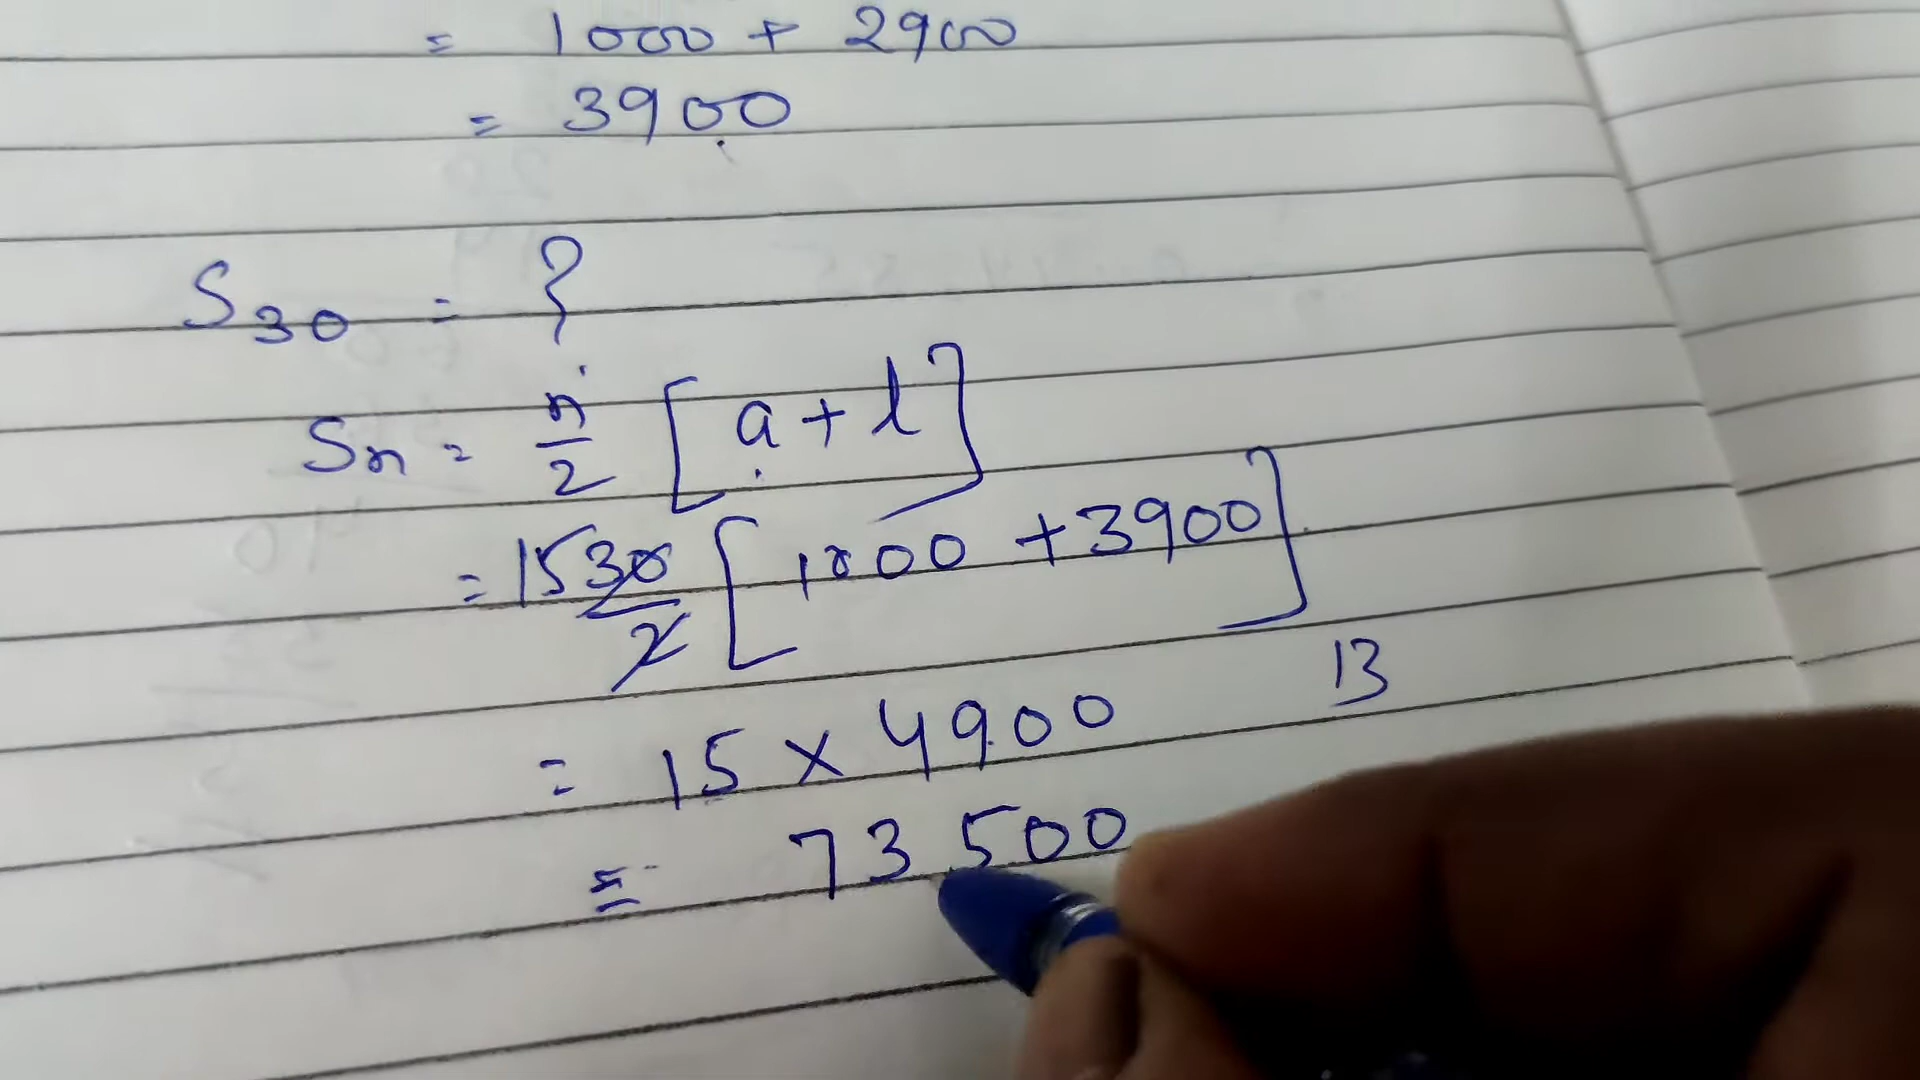 = 1000 + 2900
= 3900
S30 = ?
Sn = n/2 [a + l]
= 15 30/2 [1000 + 3900]
13
= 15 × 4900
= 73500